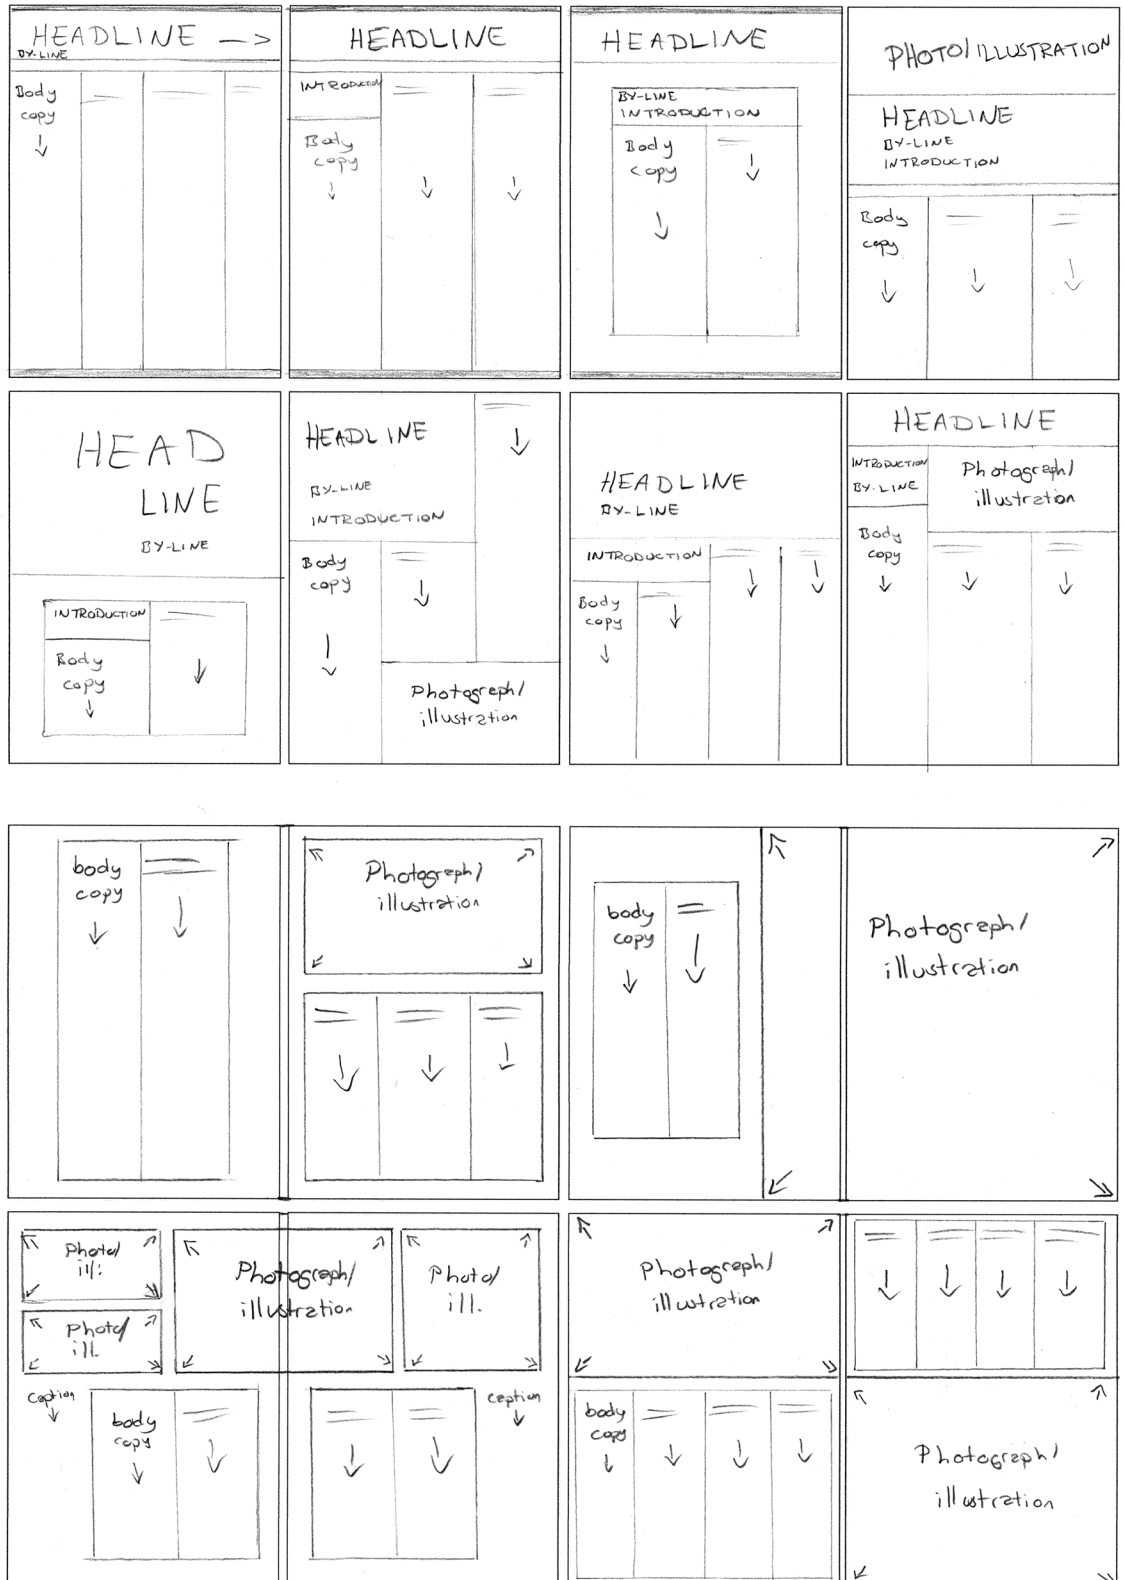 HEADLINE
BY-LINE
Body
copy
HEADLINE
INTRODUCTION
Body
copy
HEADLINE
BY-LINE
INTRODUCTION
Body
copy
PHOTO/ILLUSTRATION
HEADLINE
BY-LINE
INTRODUCTION
Body
copy
HEAD
LINE
BY-LINE
INTRODUCTION
Body
copy
HEADLINE
BY-LINE
INTRODUCTION
Body
copy
Photograph/
illustration
HEADLINE
BY-LINE
INTRODUCTION
Body
copy
HEADLINE
INTRODUCTION
BY-LINE
Photograph/
illustration
Body
copy
body
copy
Photograph/
illustration
body
copy
Photograph/
illustration
Photo/
ill.
Photo/
ill.
Photograph/
illustration
Photo/
ill.
Caption
body
copy
caption
Photograph/
illustration
body
copy
Photograph/
illustration